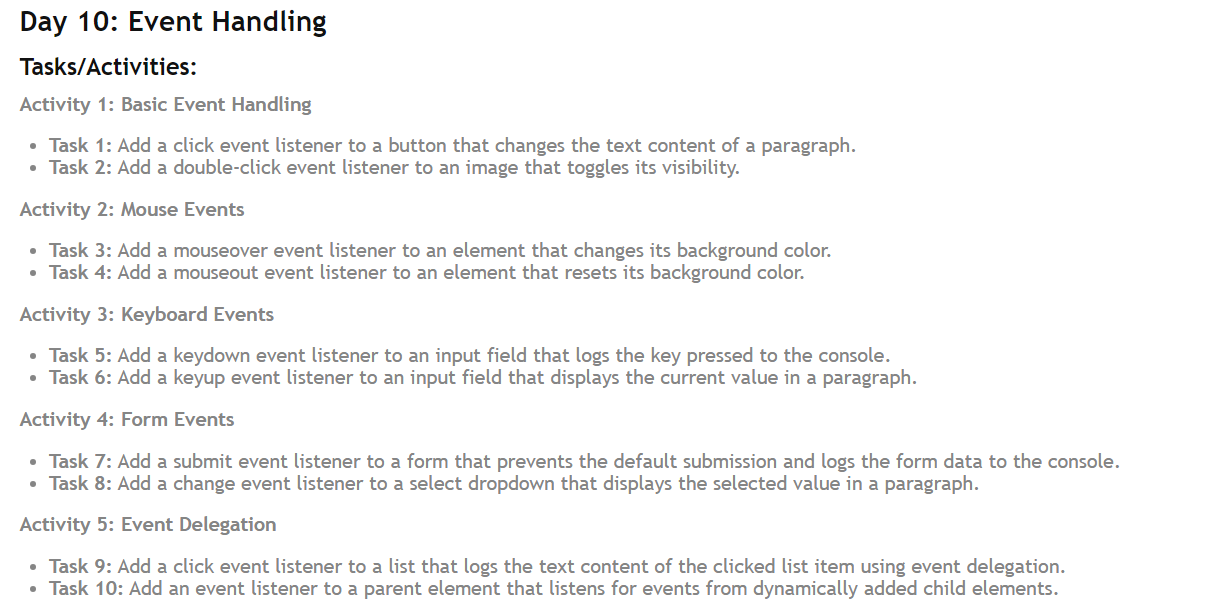 Day 10: Event Handling
Tasks/Activities:
Activity 1: Basic Event Handling
• Task 1: Add a click event listener to a button that changes the text content of a paragraph.
• Task 2: Add a double-click event listener to an image that toggles its visibility.
Activity 2: Mouse Events
• Task 3: Add a mouseover event listener to an element that changes its background color.
• Task 4: Add a mouseout event listener to an element that resets its background color.
Activity 3: Keyboard Events
• Task 5: Add a keydown event listener to an input field that logs the key pressed to the console.
• Task 6: Add a keyup event listener to an input field that displays the current value in a paragraph.
Activity 4: Form Events
• Task 7: Add a submit event listener to a form that prevents the default submission and logs the form data to the console.
• Task 8: Add a change event listener to a select dropdown that displays the selected value in a paragraph.
Activity 5: Event Delegation
• Task 9: Add a click event listener to a list that logs the text content of the clicked list item using event delegation.
• Task 10: Add an event listener to a parent element that listens for events from dynamically added child elements.